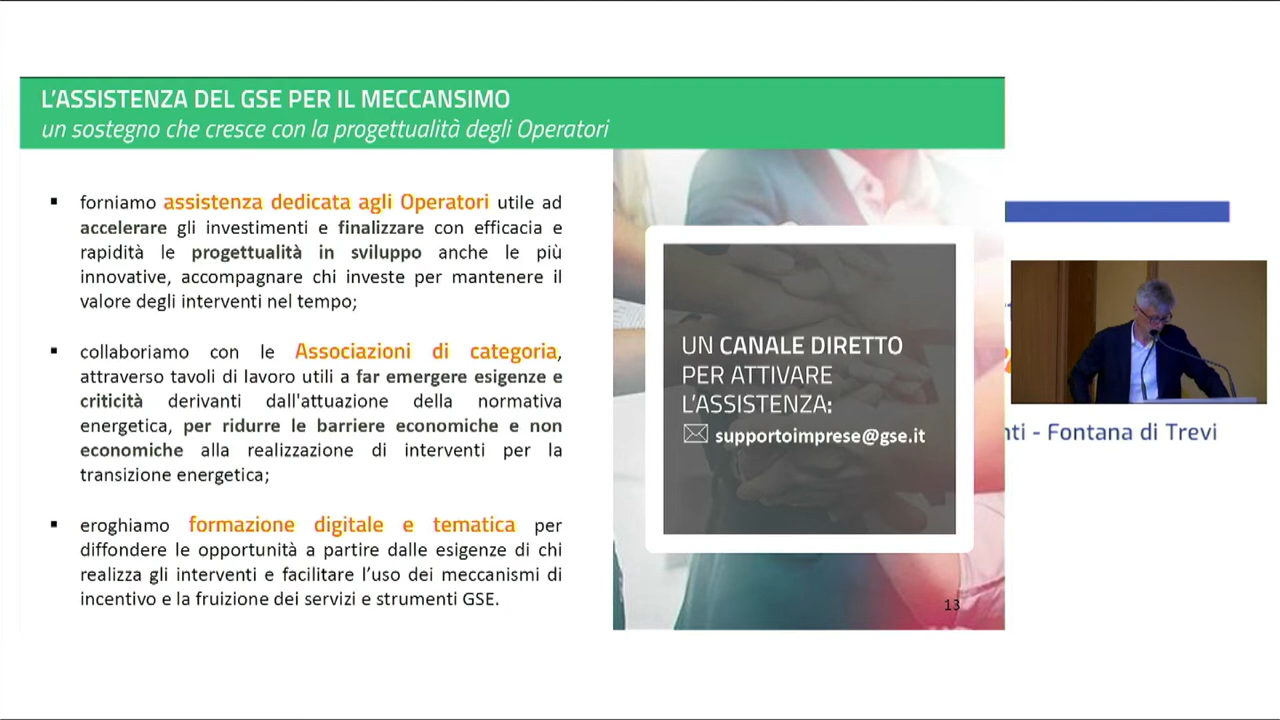 L'ASSISTENZA DEL GSE PER IL MECCANSIMO
un sostegno che cresce con la progettualità degli Operatori
▪ forniamo assistenza dedicata agli Operatori utile ad
accelerare gli investimenti e finalizzare con efficacia e
rapidità le progettualità in sviluppo anche le più
innovative, accompagnare chi investe per mantenere il
valore degli interventi nel tempo;
▪ collaboriamo con le Associazioni di categoria,
attraverso tavoli di lavoro utili a far emergere esigenze e
criticità derivanti dall'attuazione della normativa
energetica, per ridurre le barriere economiche e non
economiche alla realizzazione di interventi per la
transizione energetica;
▪ eroghiamo formazione digitale e tematica per
diffondere le opportunità a partire dalle esigenze di chi
realizza gli interventi e facilitare l'uso dei meccanismi di
incentivo e la fruizione dei servizi e strumenti GSE.
UN CANALE DIRETTO
PER ATTIVARE
L'ASSISTENZA:
supportoimprese@gse.it
13
- Fontana di Trevi